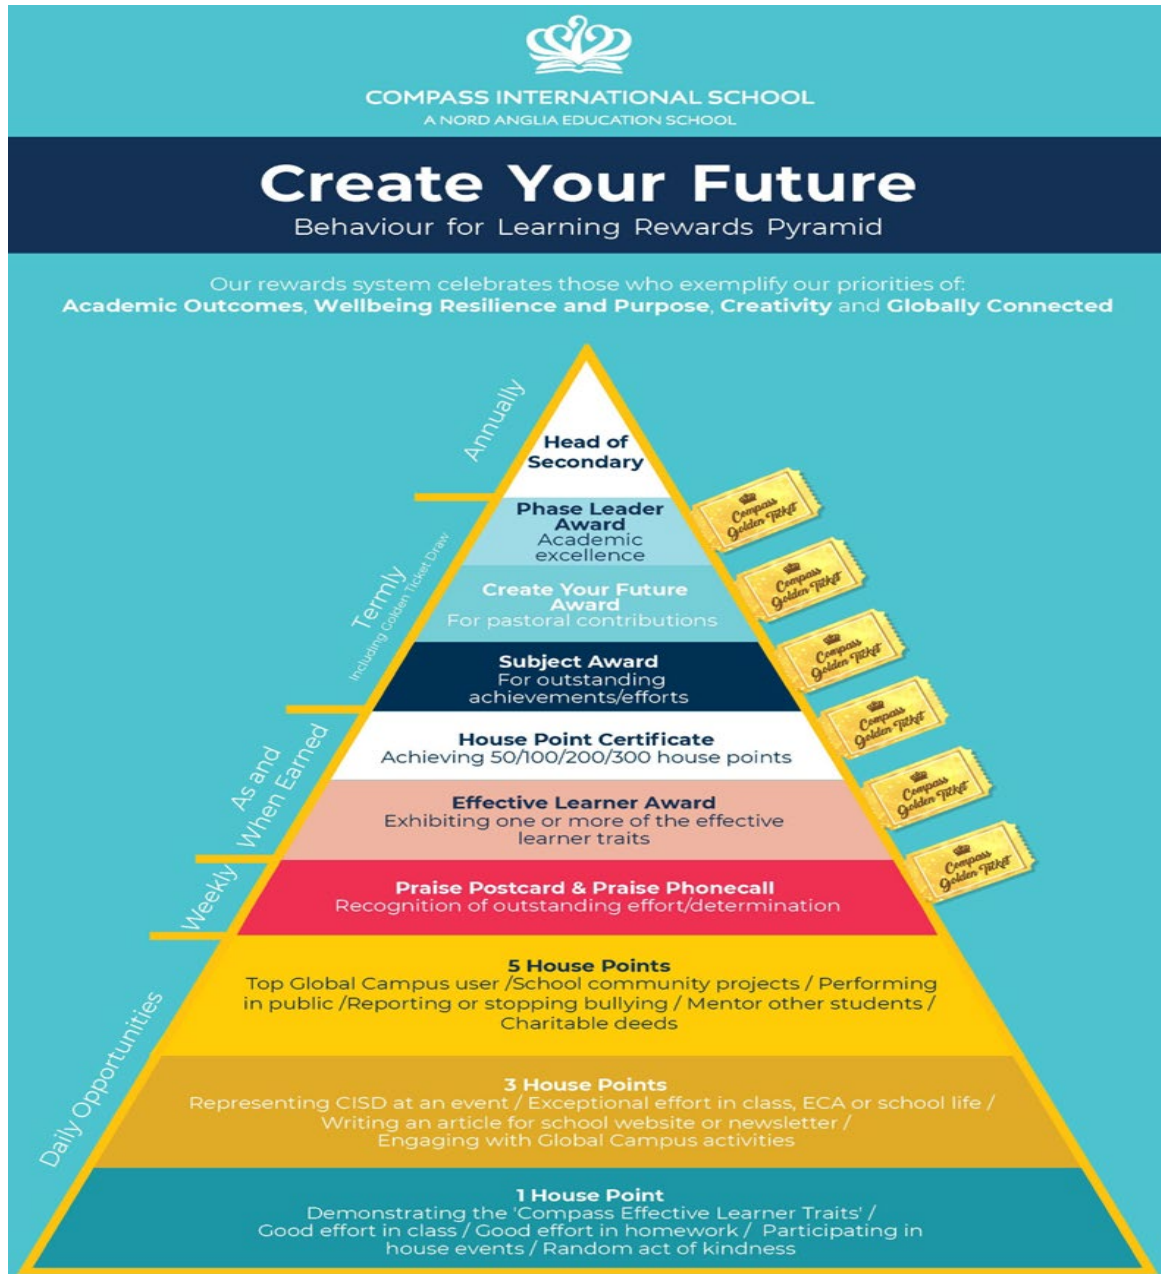 COMPASS INTERNATIONAL SCHOOL
A NORD ANGLIA EDUCATION SCHOOL
Create Your Future
Behaviour for Learning Rewards Pyramid
Our rewards system celebrates those who exemplify our priorities of:
Academic Outcomes, Wellbeing Resilience and Purpose, Creativity and Globally Connected
Annually
Head of
Secondary
Termly
Including Golden Ticket Draw
Phase Leader
Award
Academic
excellence
Compass
Golden Ticket
Create Your Future
Award
For pastoral contributions
Compass
Golden Ticket
Subject Award
For outstanding
achievements/efforts
Compass
Golden Ticket
As and
When Earned
House Point Certificate
Achieving 50/100/200/300 house points
Compass
Golden Ticket
Effective Learner Award
Exhibiting one or more of the effective
learner traits
Compass
Golden Ticket
Weekly
Praise Postcard & Praise Phonecall
Recognition of outstanding effort/determination
Compass
Golden Ticket
Daily Opportunities
5 House Points
Top Global Campus user /School community projects / Performing
in public /Reporting or stopping bullying / Mentor other students /
Charitable deeds
3 House Points
Representing CISD at an event / Exceptional effort in class, ECA or school life /
Writing an article for school website or newsletter /
Engaging with Global Campus activities
1 House Point
Demonstrating the 'Compass Effective Learner Traits' /
Good effort in class / Good effort in homework / Participating in
house events / Random act of kindness